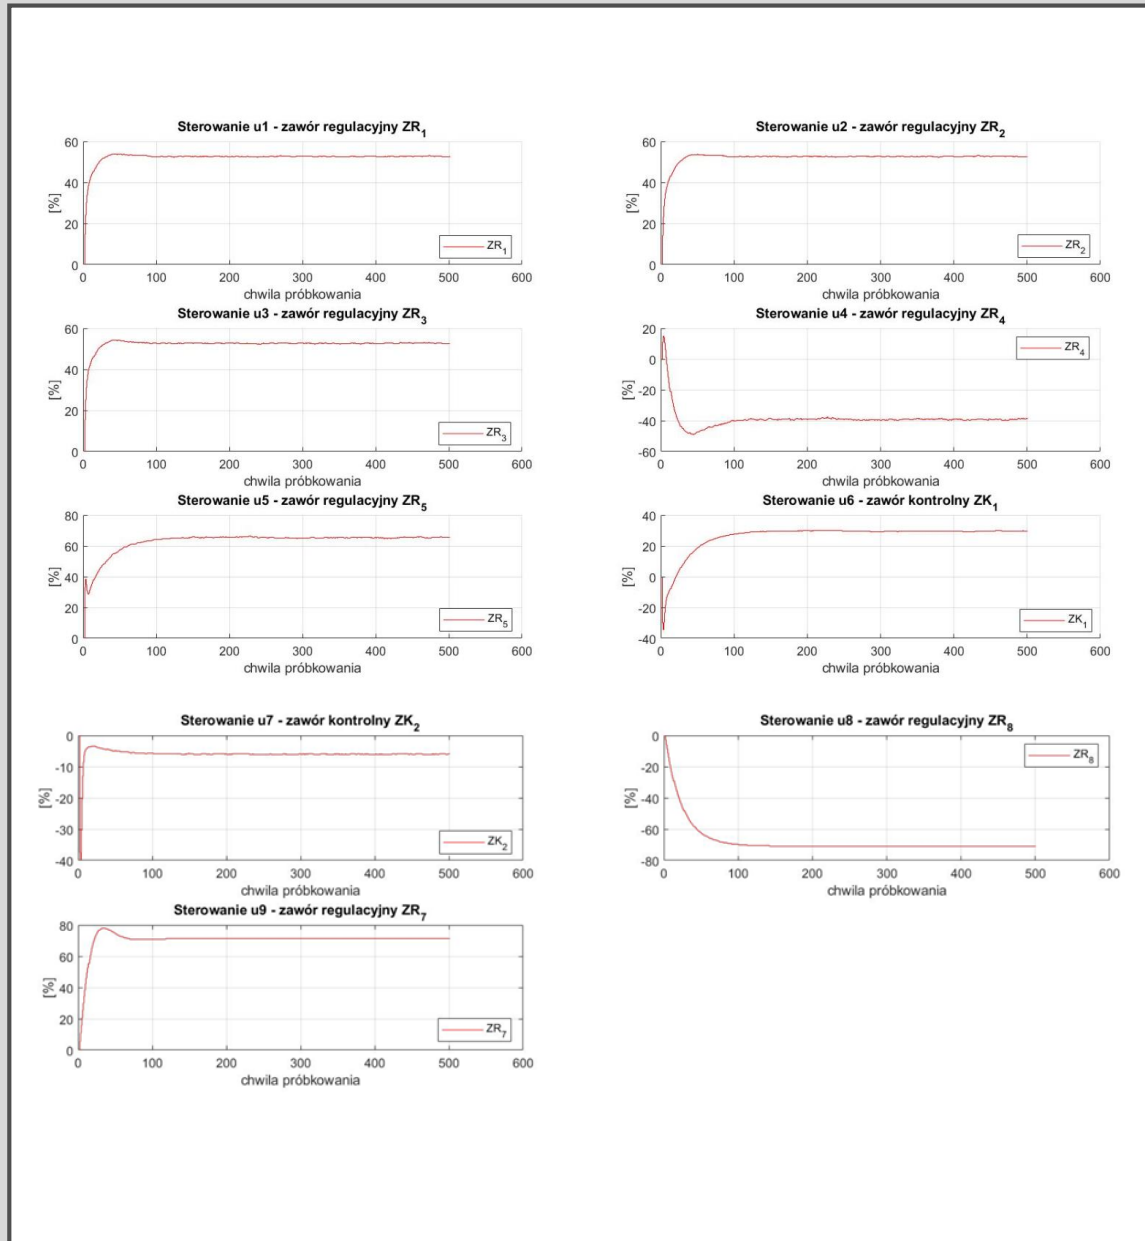 Sterowanie u1 - zawór regulacyjny ZR1
60
40
20
0
[%]
ZR1
0 100 200 300 400 500 600
chwila próbkowania
Sterowanie u2 - zawór regulacyjny ZR2
60
40
20
0
[%]
ZR2
0 100 200 300 400 500 600
chwila próbkowania
Sterowanie u3 - zawór regulacyjny ZR3
60
40
20
0
[%]
ZR3
0 100 200 300 400 500 600
chwila próbkowania
Sterowanie u4 - zawór regulacyjny ZR4
20
0
-20
-40
-60
[%]
ZR4
0 100 200 300 400 500 600
chwila próbkowania
Sterowanie u5 - zawór regulacyjny ZR5
80
60
40
20
0
[%]
ZR5
0 100 200 300 400 500 600
chwila próbkowania
Sterowanie u6 - zawór kontrolny ZK1
40
20
0
-20
-40
[%]
ZK1
0 100 200 300 400 500 600
chwila próbkowania
Sterowanie u7 - zawór kontrolny ZK2
0
-10
-20
-30
-40
[%]
ZK2
0 100 200 300 400 500 600
chwila próbkowania
Sterowanie u8 - zawór regulacyjny ZR8
0
-20
-40
-60
-80
[%]
ZR8
0 100 200 300 400 500 600
chwila próbkowania
Sterowanie u9 - zawór regulacyjny ZR7
80
60
40
20
0
[%]
ZR7
0 100 200 300 400 500 600
chwila próbkowania